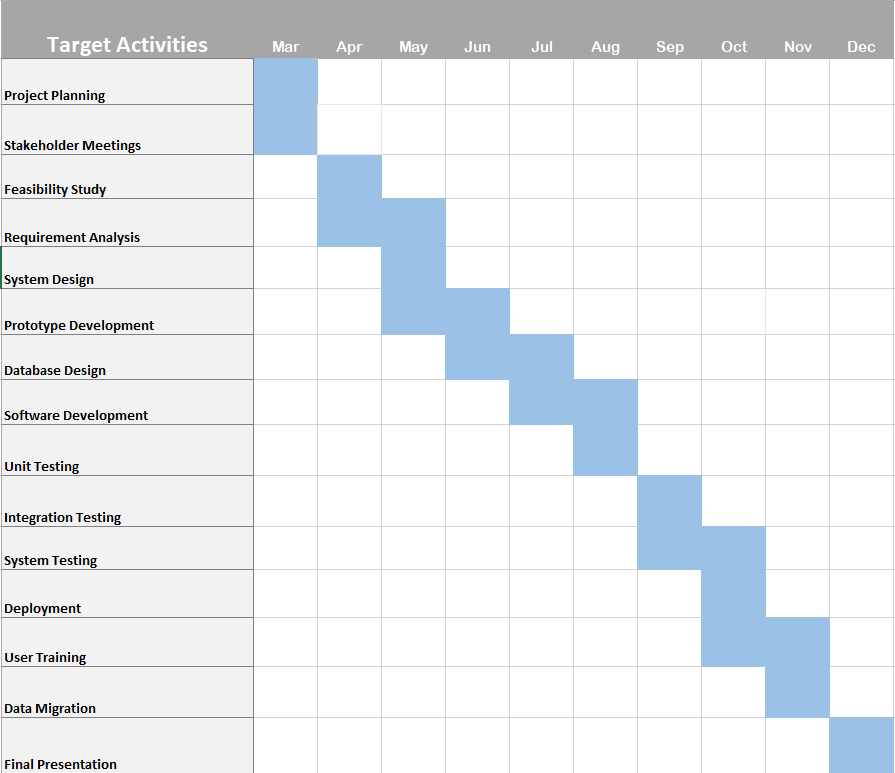 Target Activities Mar Apr May Jun Jul Aug Sep Oct Nov Dec
Project Planning
Stakeholder Meetings
Feasibility Study
Requirement Analysis
System Design
Prototype Development
Database Design
Software Development
Unit Testing
Integration Testing
System Testing
Deployment
User Training
Data Migration
Final Presentation